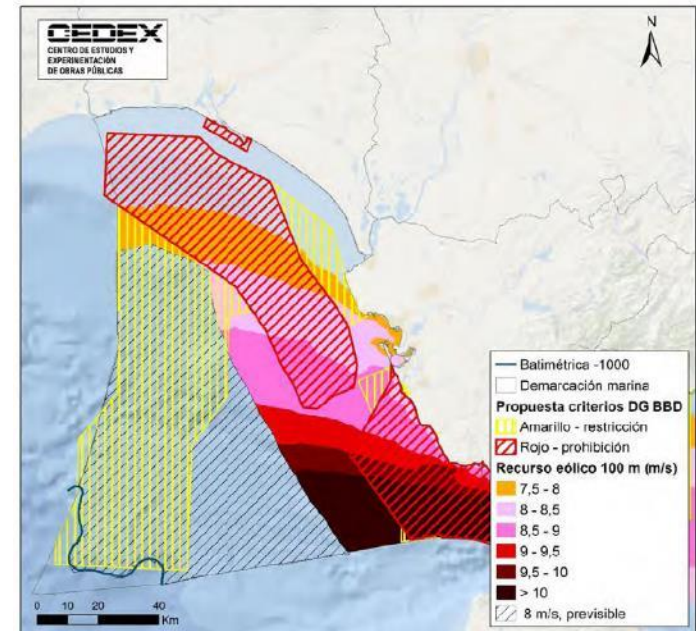 CEDEX
CENTRO DE ESTUDIOS Y
EXPERIMENTACIÓN
DE OBRAS PÚBLICAS
N
Batimétrica -1000
Demarcación marina
Propuesta criterios DG BBD
Amarillo - restricción
Rojo - prohibición
Recurso eólico 100 m (m/s)
7,5 - 8
8 - 8,5
8,5 - 9
9 - 9,5
9,5 - 10
> 10
8 m/s, previsible
0 10 20 40
Km